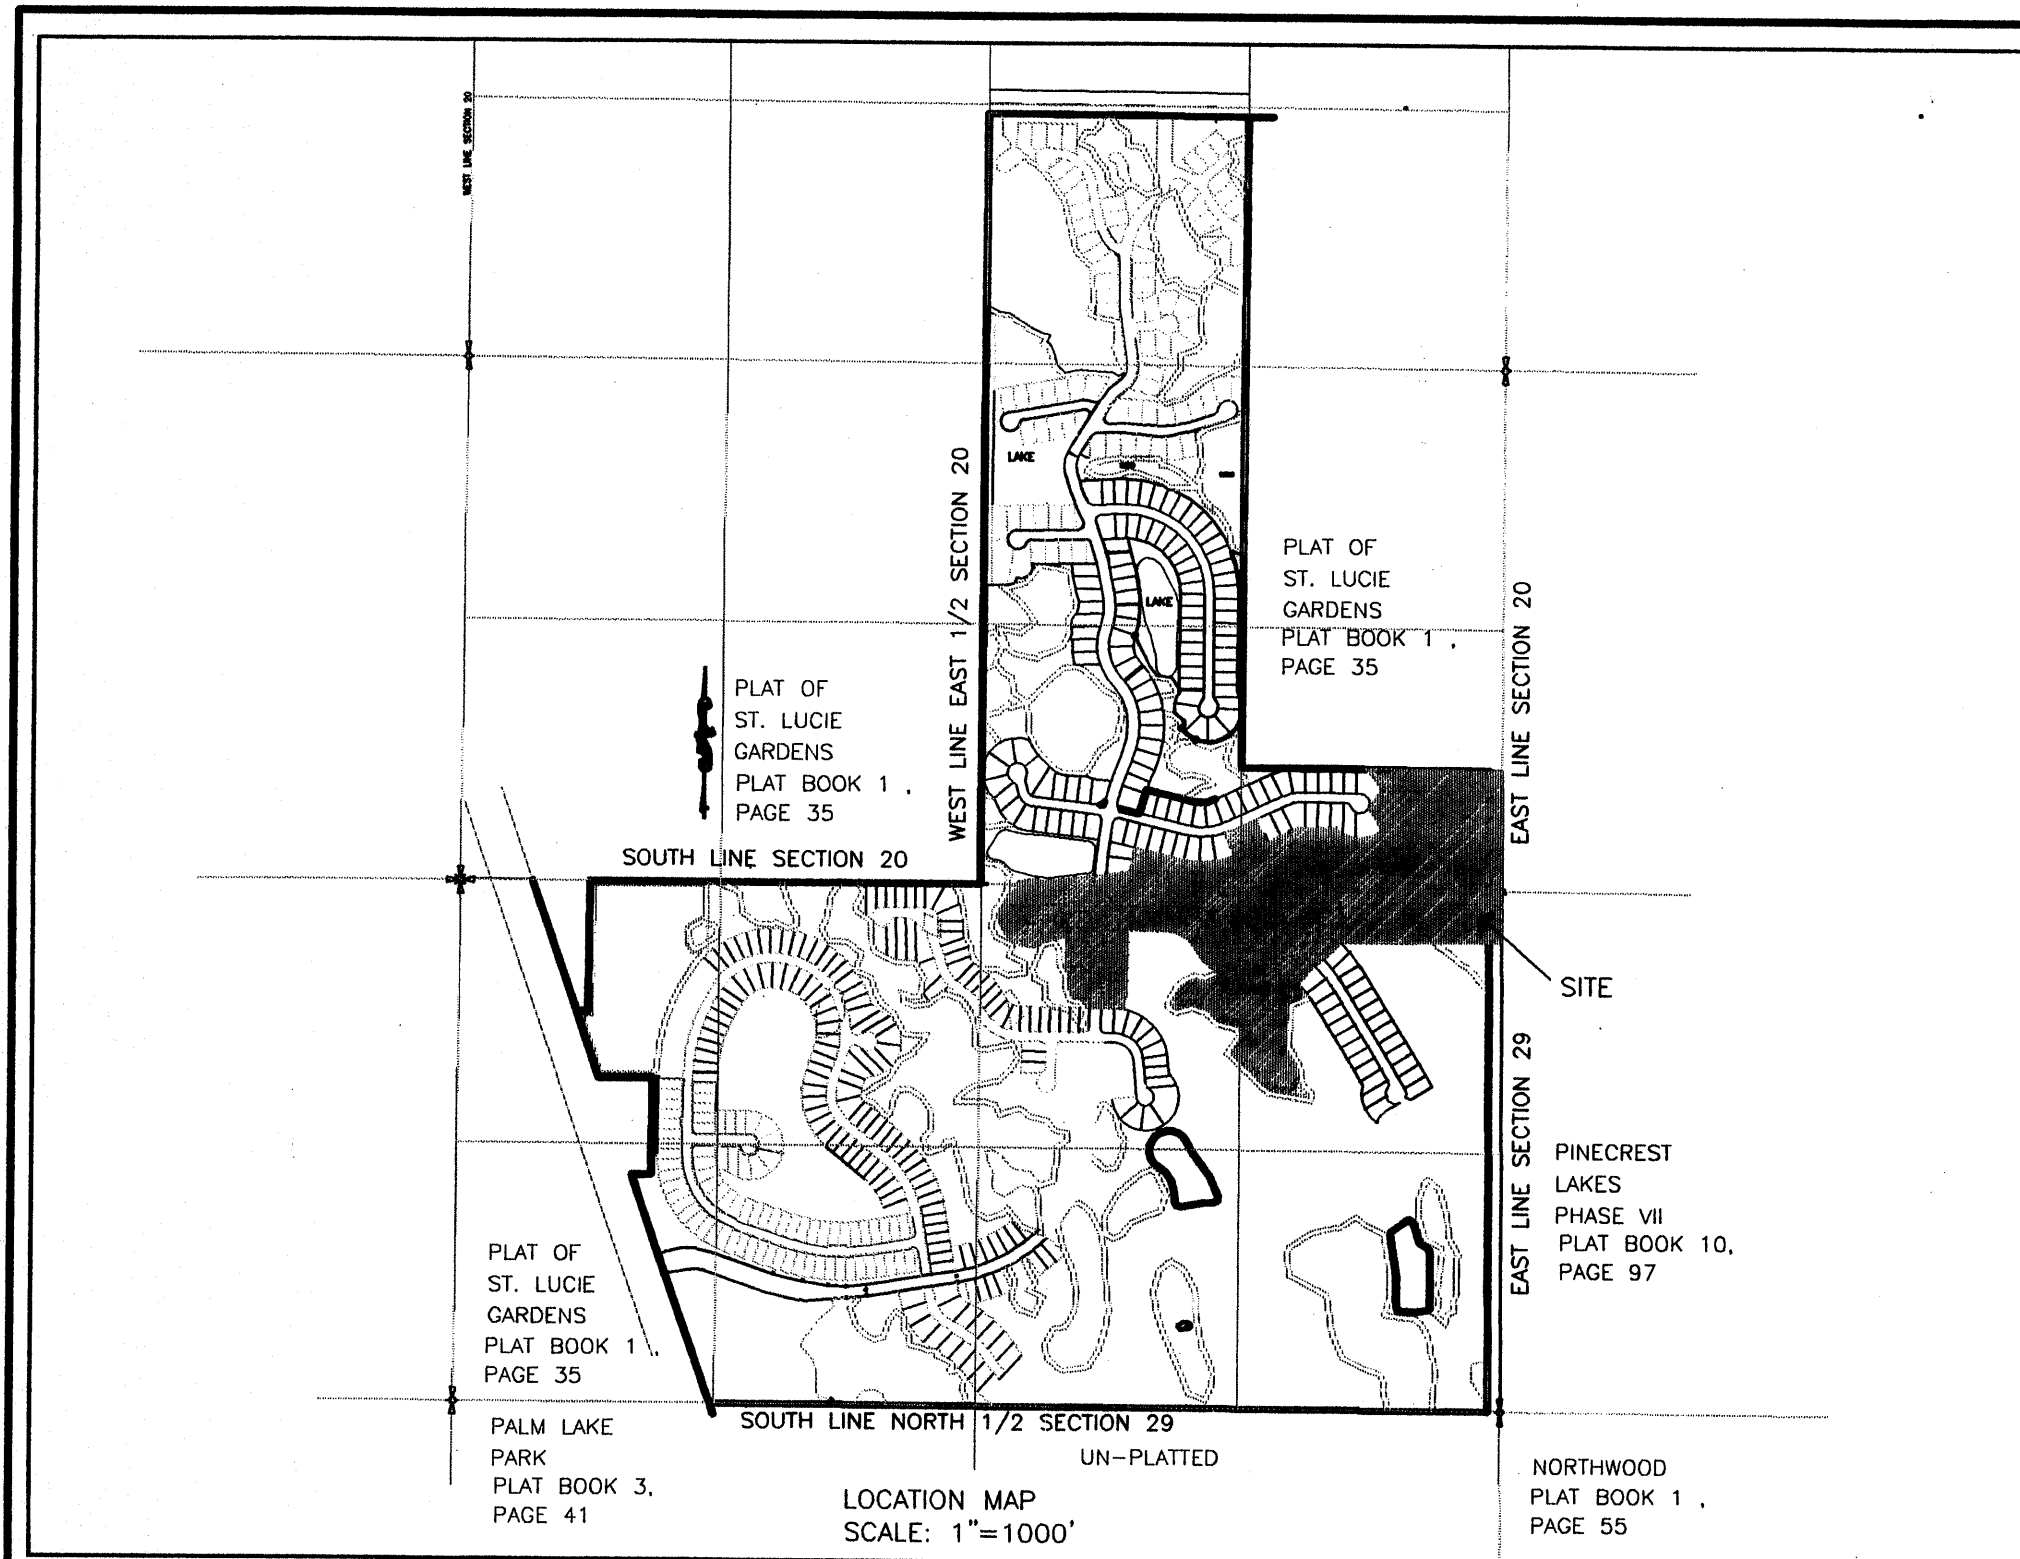 WEST LINE SECTION 20
LAKE
WEST LINE EAST 1/2 SECTION 20
PLAT OF
ST. LUCIE
GARDENS
PLAT BOOK 1 ,
PAGE 35
LAKE
EAST LINE SECTION 20
PLAT OF
ST. LUCIE
GARDENS
PLAT BOOK 1 ,
PAGE 35
SOUTH LINE SECTION 20
SITE
EAST LINE SECTION 29
PINECREST
LAKES
PHASE VII
PLAT BOOK 10,
PAGE 97
PLAT OF
ST. LUCIE
GARDENS
PLAT BOOK 1 ,
PAGE 35
SOUTH LINE NORTH 1/2 SECTION 29
UN-PLATTED
PALM LAKE
PARK
PLAT BOOK 3,
PAGE 41
NORTHWOOD
PLAT BOOK 1 ,
PAGE 55
LOCATION MAP
SCALE: 1"=1000'